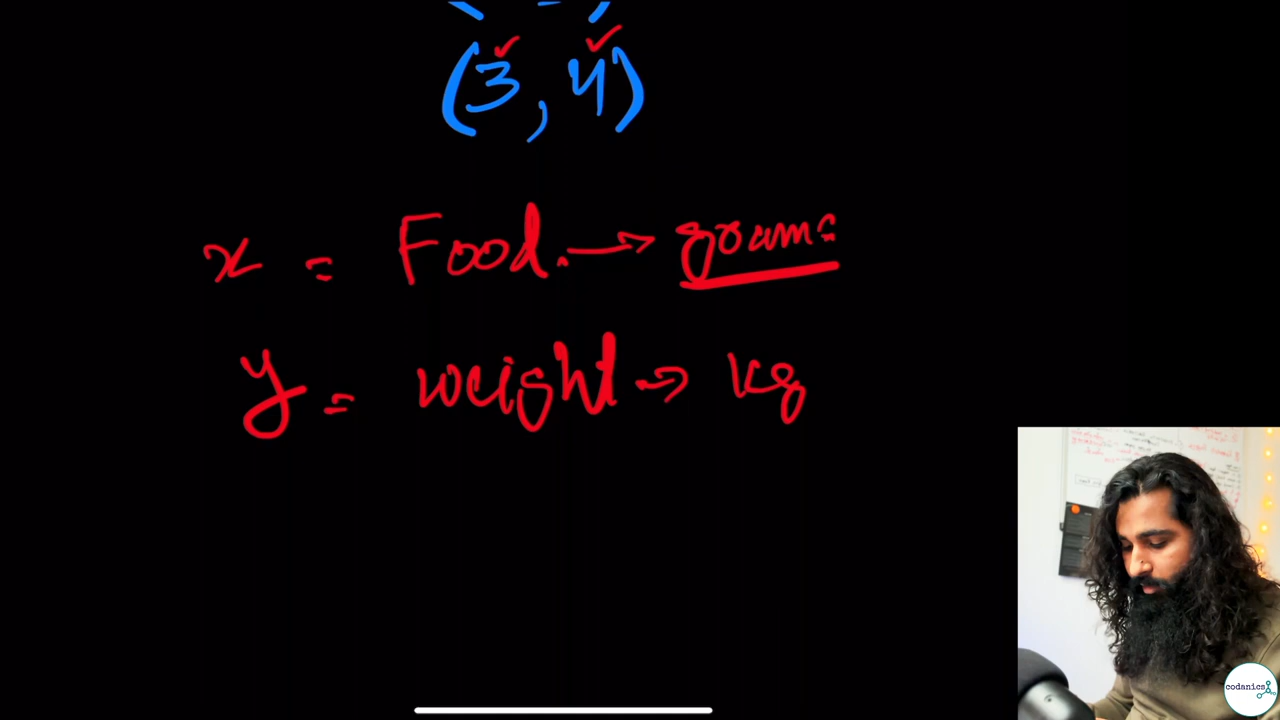 (3, 4)
x = Food. → grams
y = weight → kg
codanics